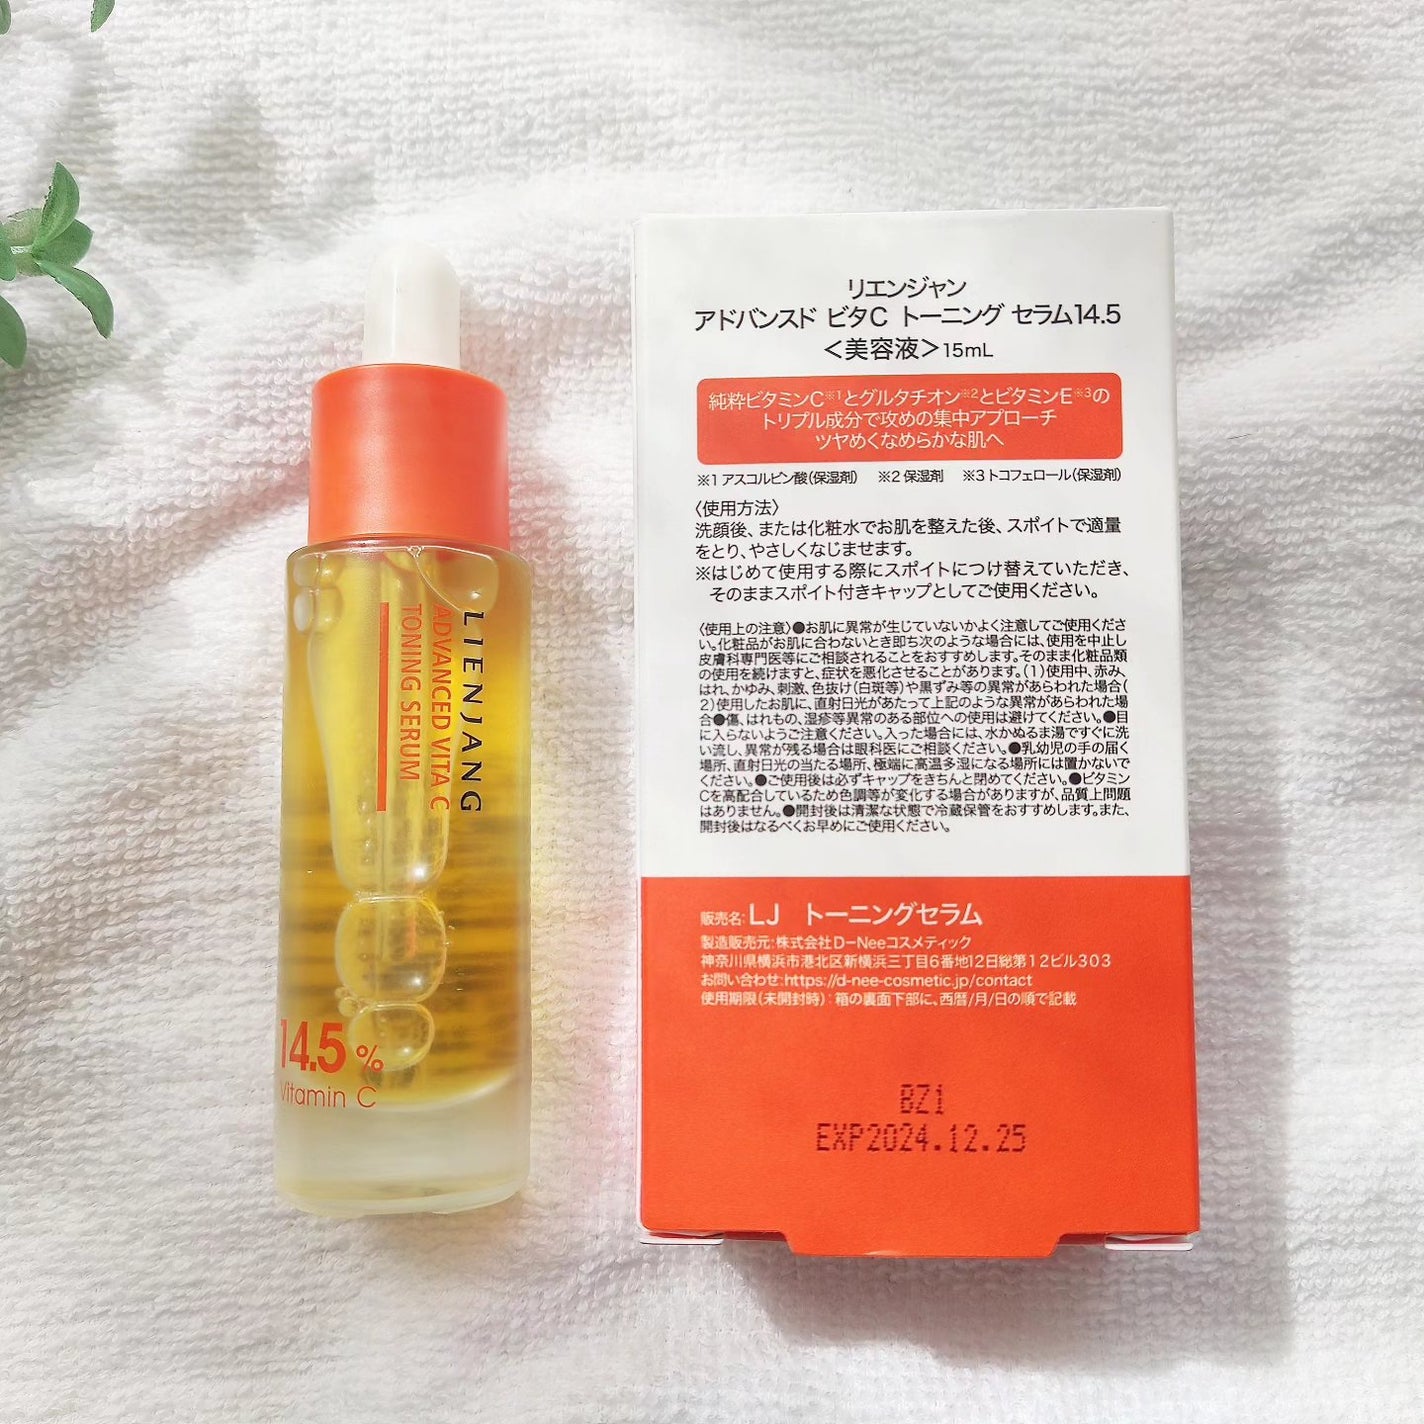 LIENJANG
ADVANCED VITA C
TONING SERUM
14.5 %
Vitamin C
リエンジャン
アドバンスド ビタC トーニング セラム14.5
＜美容液＞15mL
純粋ビタミンC※1とグルタチオン※2とビタミンE※3の
トリプル成分で攻めの集中アプローチ
ツヤめくなめらかな肌へ
※1 アスコルビン酸(保湿剤) ※2 保湿剤 ※3 トコフェロール(保湿剤)
〈使用方法〉
洗顔後、または化粧水でお肌を整えた後、スポイトで適量
をとり、やさしくなじませます。
※はじめて使用する際にスポイトにつけ替えていただき、
そのままスポイト付きキャップとしてご使用ください。
〈使用上の注意〉●お肌に異常が生じていないかよく注意してご使用くださ
い。化粧品がお肌に合わないとき即ち次のような場合には、使用を中止し
皮膚科専門医等にご相談されることをおすすめします。そのまま化粧品類
の使用を続けますと、症状を悪化させることがあります。(1)使用中、赤み、
はれ、かゆみ、刺激、色抜け(白斑等)や黒ずみ等の異常があらわれた場合(
2)使用したお肌に、直射日光があたって上記のような異常があらわれた場
合●傷、はれもの、湿疹等異常のある部位への使用は避けてください。●目
に入らないようご注意ください。入った場合には、水かぬるま湯ですぐに洗
い流し、異常が残る場合は眼科医にご相談ください。●乳幼児の手の届く
場所、直射日光の当たる場所、極端に高温多湿になる場所には置かないで
ください。●ご使用後は必ずキャップをきちんと閉めてください。●ビタミン
Cを高配合しているため色調等が変化する場合がありますが、品質上問題
はありません。●開封後は清潔な状態で冷蔵保管をおすすめします。また、
開封後はなるべくお早めにご使用ください。
販売名:LJ トーニングセラム
製造販売元:株式会社D-Neeコスメティック
神奈川県横浜市港北区新横浜三丁目6番地12日総第12ビル303
お問い合わせ:https://d-nee-cosmetic.jp/contact
使用期限(未開封時):箱の裏面下部に、西暦/月/日の順で記載
BZ1
EXP2024.12.25